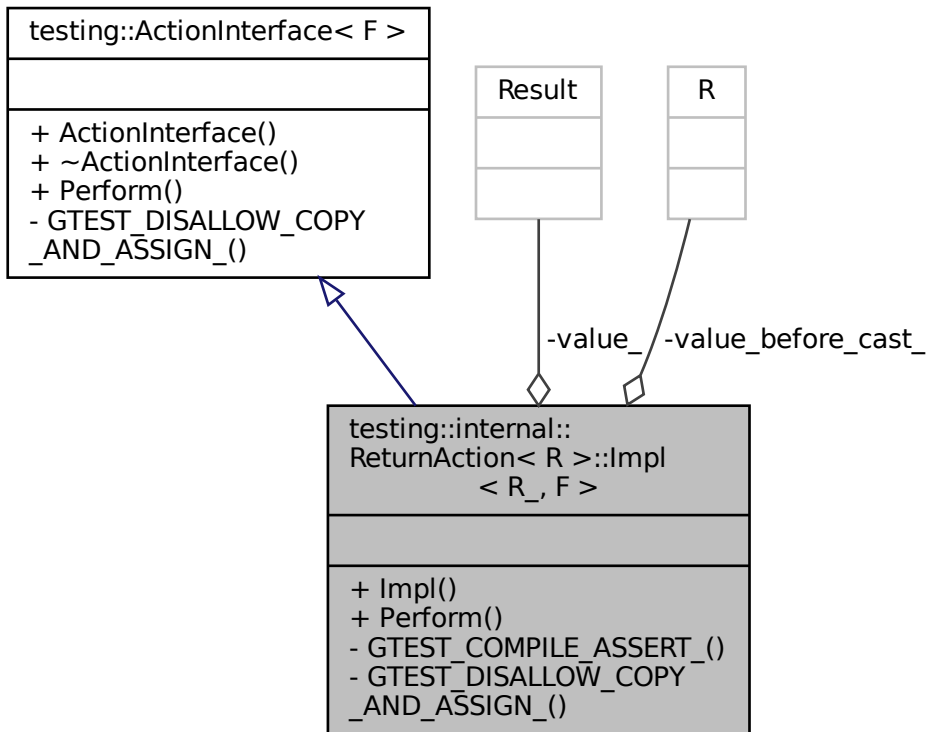 testing::ActionInterface< F >
+ ActionInterface()
+ ~ActionInterface()
+ Perform()
- GTEST_DISALLOW_COPY
_AND_ASSIGN_()
Result
R
-value_
-value_before_cast_
testing::internal::
ReturnAction< R >::Impl
< R_, F >
+ Impl()
+ Perform()
- GTEST_COMPILE_ASSERT_()
- GTEST_DISALLOW_COPY
_AND_ASSIGN_()